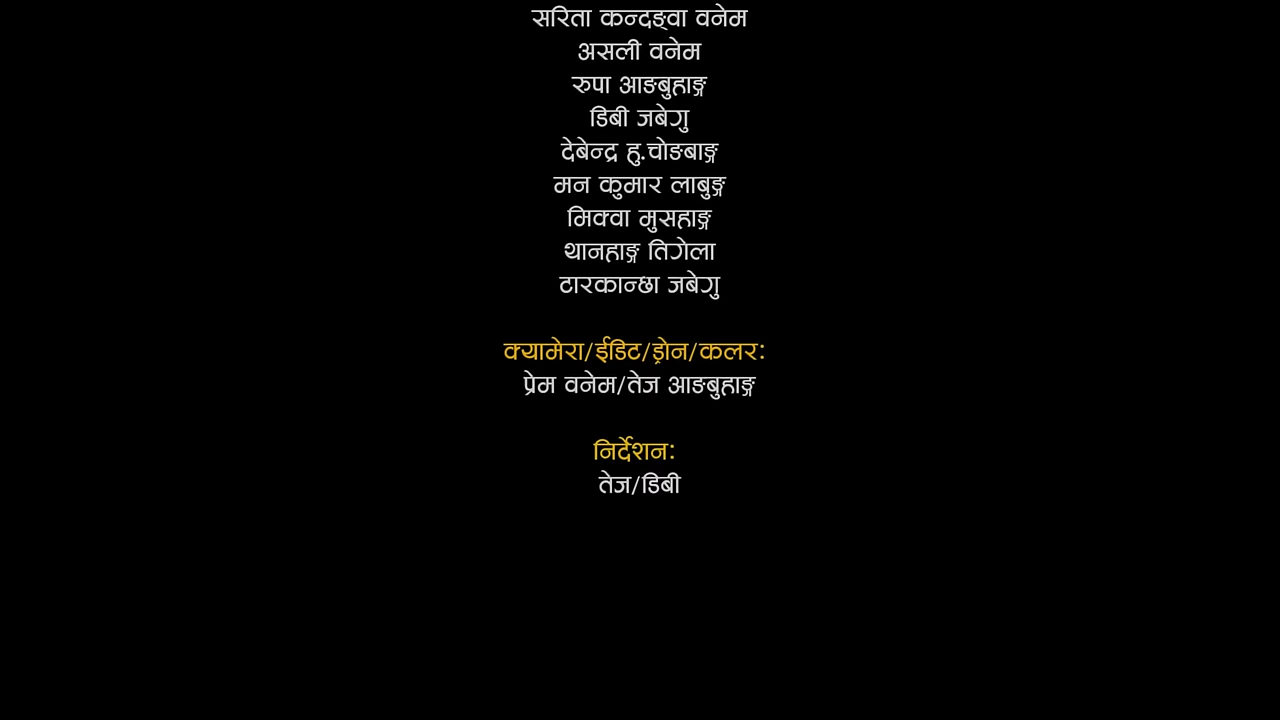 सरिता कन्दङ्वा वनेम
असली वनेम
रुपा आङबुहाङ्ग
डिबी जबेगु
देबेन्द्र हु.चोङबाङ्ग
मन कुमार लाबुङ्ग
मिक्वा मुसहाङ्ग
थानहाङ्ग तिगेला
टारकान्छा जबेगु
क्यामेरा/ईडिट/ड्रोन/कलर:
प्रेम वनेम/तेज आङबुहाङ्ग
निर्देशन:
तेज/डिबी